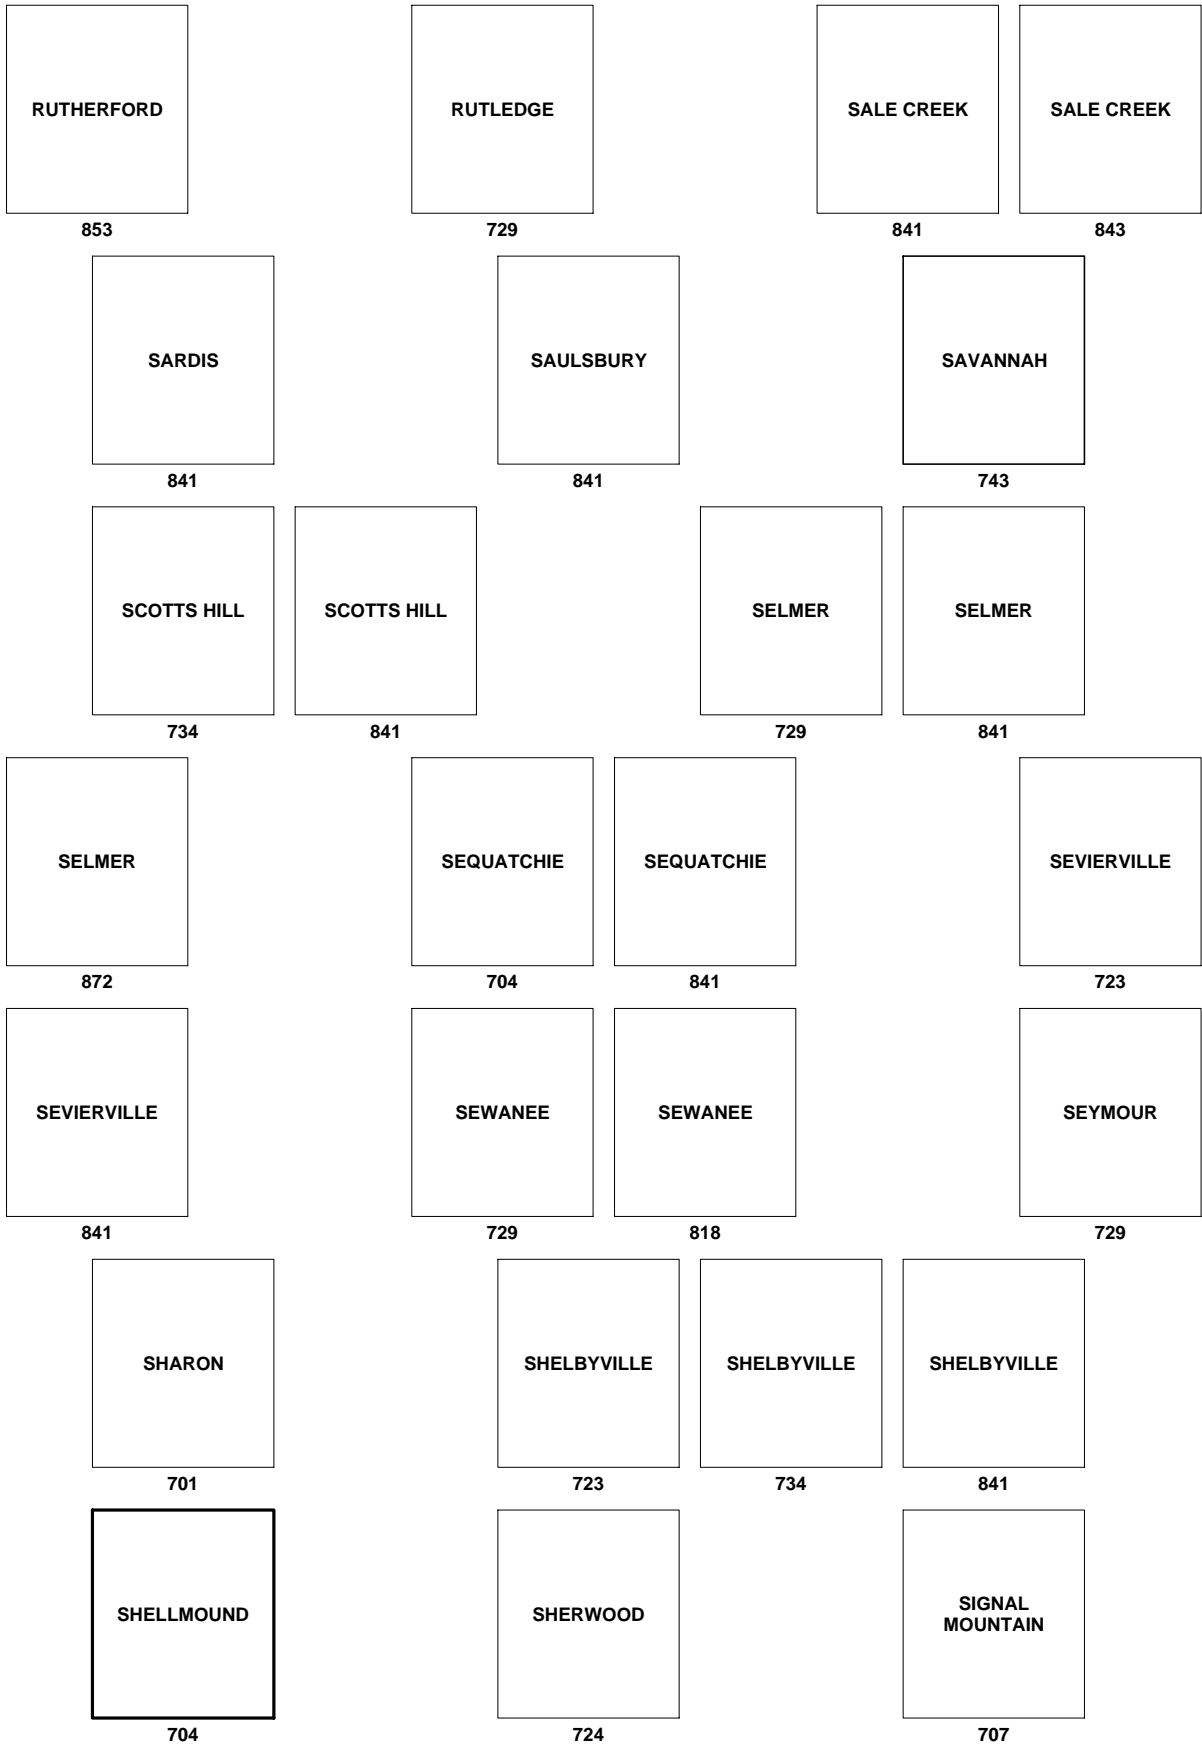 RUTHERFORD
RUTLEDGE
SALE CREEK
SALE CREEK
853
729
841
843
SARDIS
SAULSBURY
SAVANNAH
841
841
743
SCOTTS HILL
SCOTTS HILL
SELMER
SELMER
734
841
729
841
SELMER
SEQUATCHIE
SEQUATCHIE
SEVIERVILLE
872
704
841
723
SEVIERVILLE
SEWANEE
SEWANEE
SEYMOUR
841
729
818
729
SHARON
SHELBYVILLE
SHELBYVILLE
SHELBYVILLE
701
723
734
841
SHELLMOUND
SHERWOOD
SIGNAL
MOUNTAIN
704
724
707